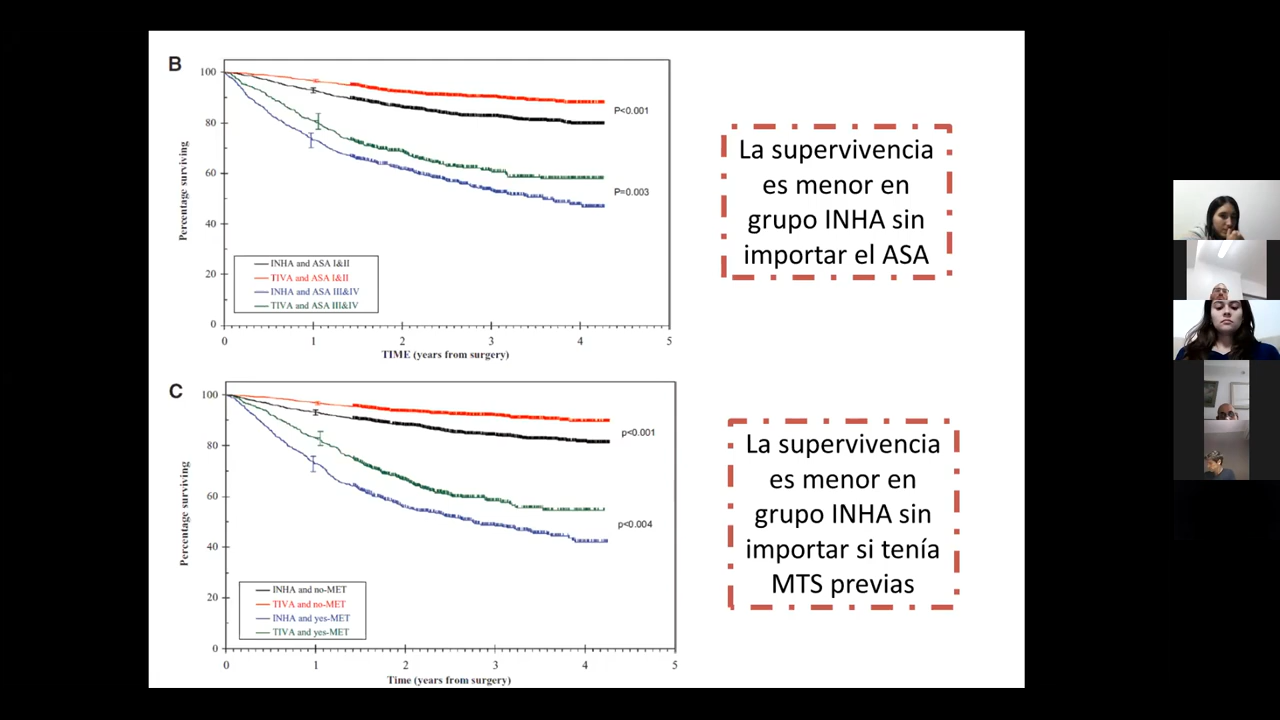 B
100
80
60
40
20
0
Percentage surviving
P<0.001
P=0.003
INHA and ASA I&II
TIVA and ASA I&II
INHA and ASA III&IV
TIVA and ASA III&IV
0 1 2 3 4 5
TIME (years from surgery)
La supervivencia
es menor en
grupo INHA sin
importar el ASA
C
100
80
60
40
20
0
Percentage surviving
p<0.001
p<0.004
INHA and no-MET
TIVA and no-MET
INHA and yes-MET
TIVA and yes-MET
0 1 2 3 4 5
Time (years from surgery)
La supervivencia
es menor en
grupo INHA sin
importar si tenía
MTS previas